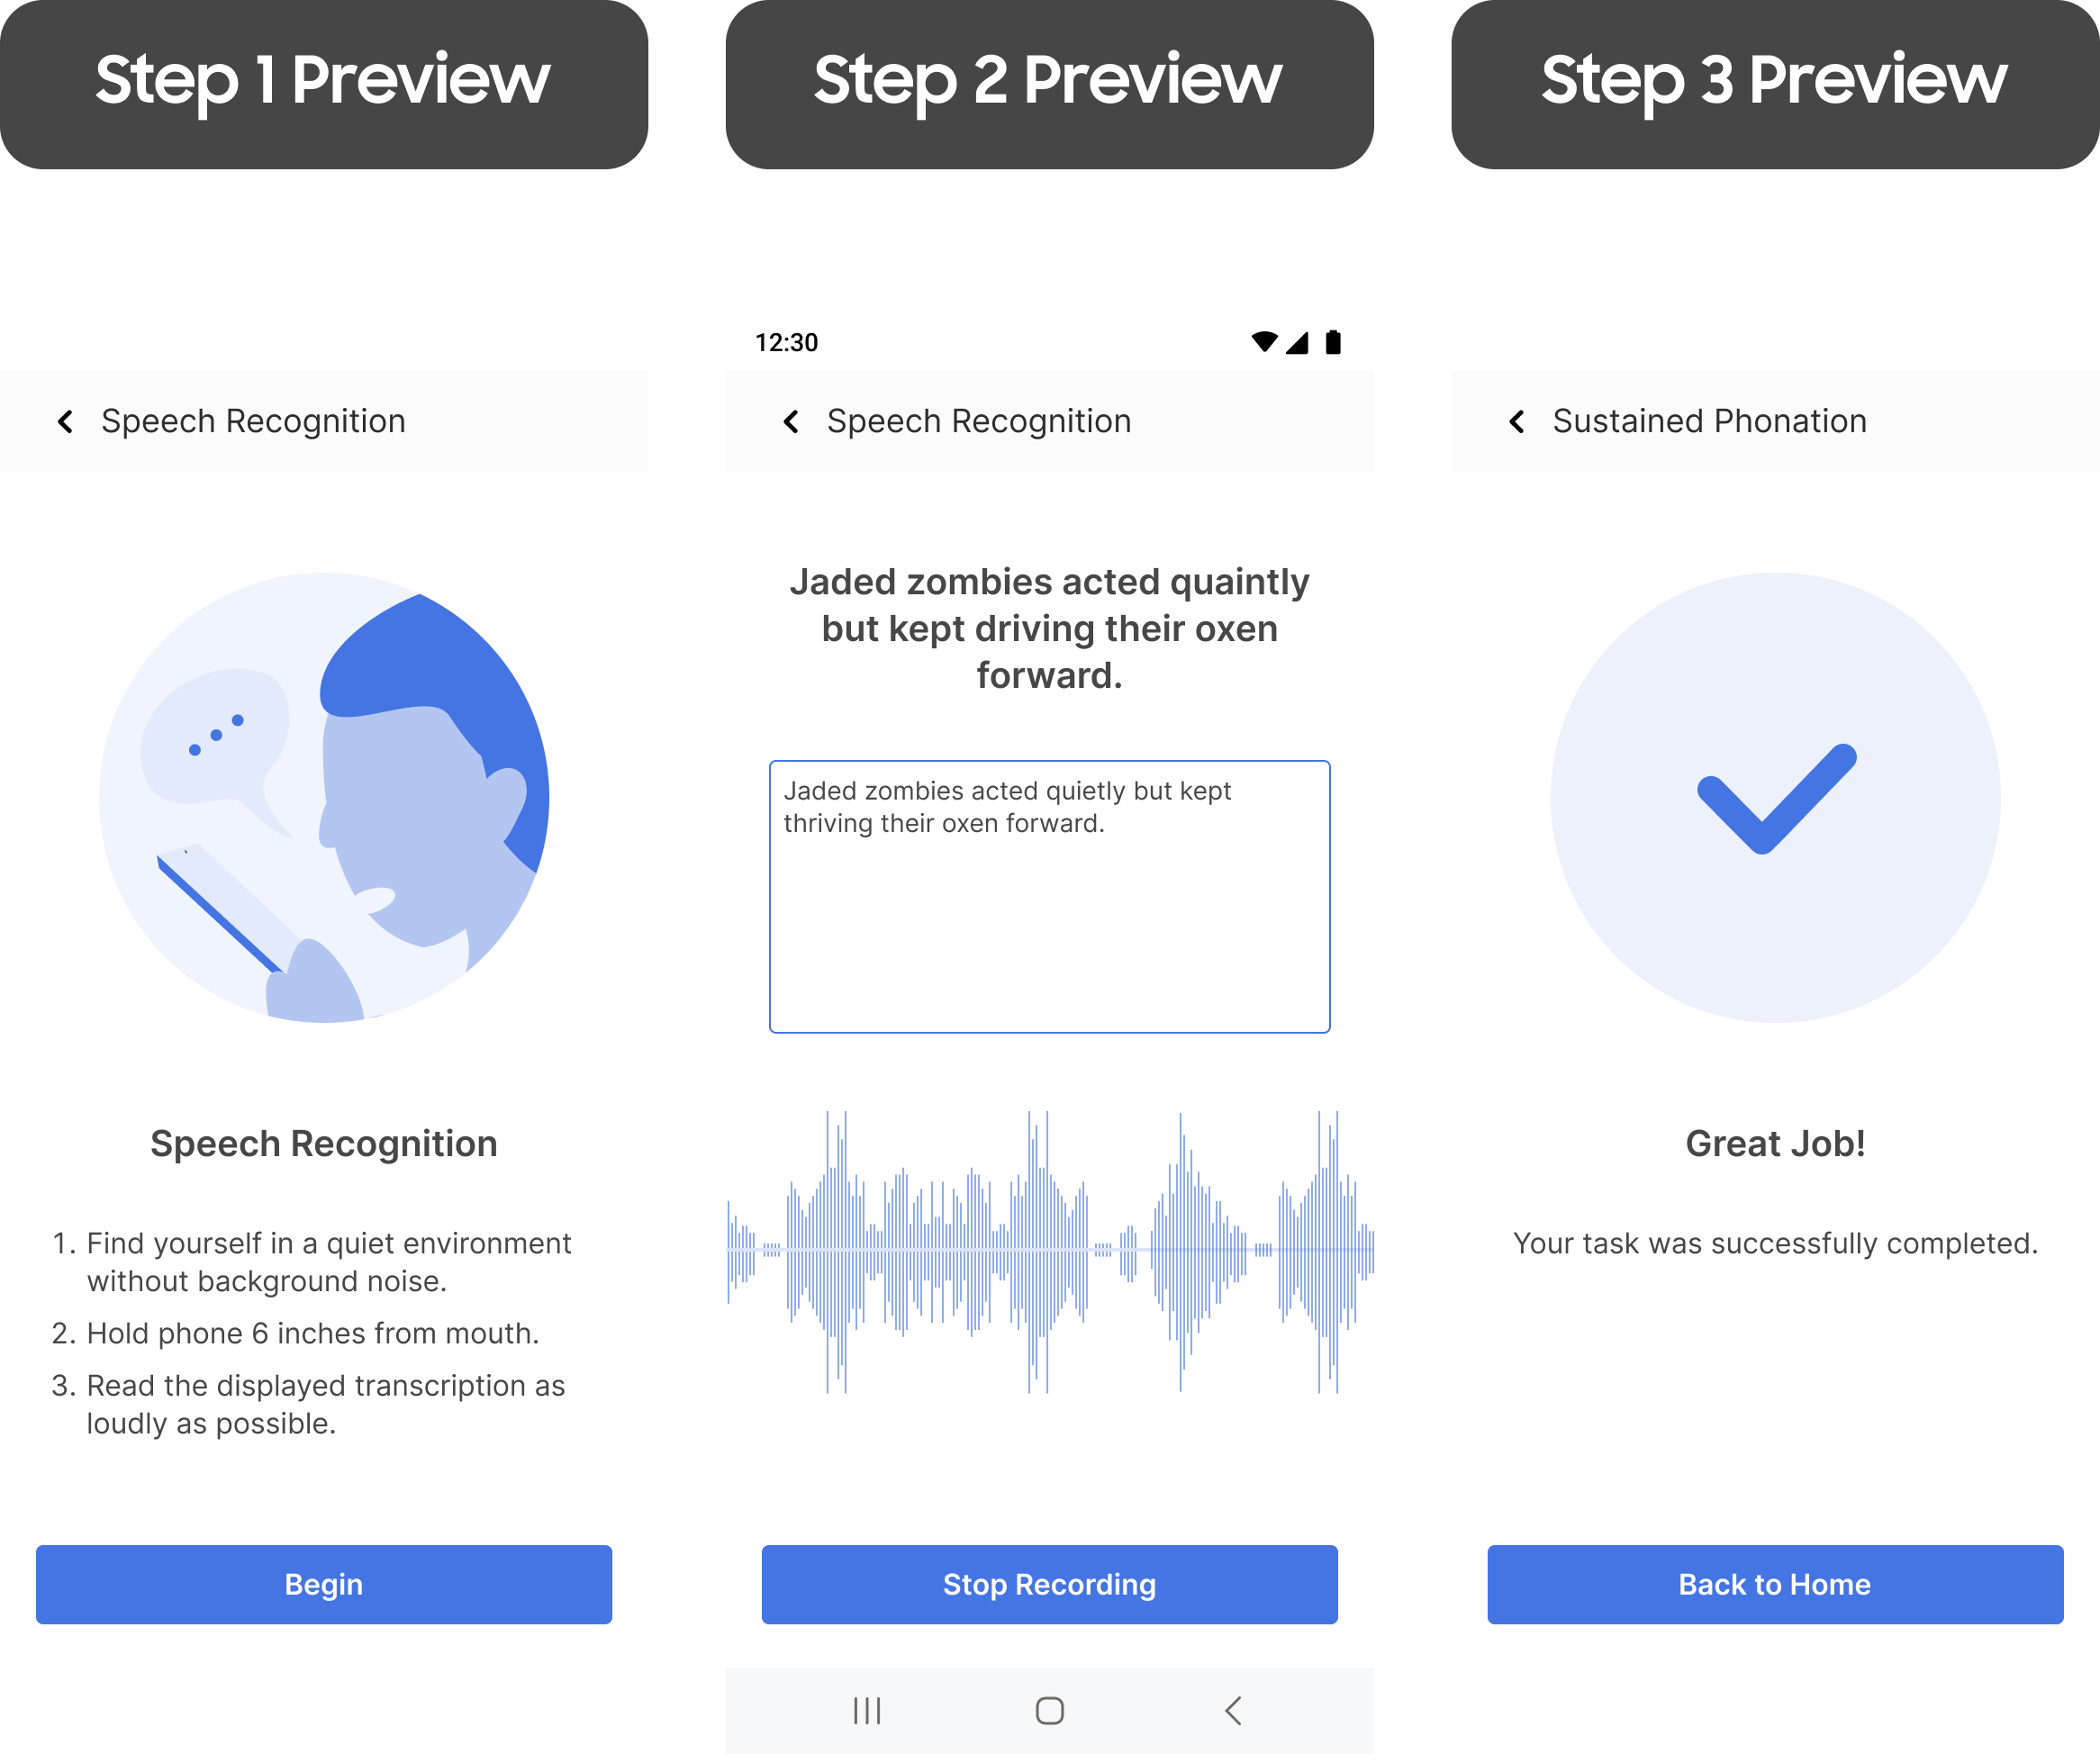 Step 1 Preview
Speech Recognition
Speech Recognition
1. Find yourself in a quiet environment
without background noise.
2. Hold phone 6 inches from mouth.
3. Read the displayed transcription as
loudly as possible.
Begin
Step 2 Preview
12:30
Speech Recognition
Jaded zombies acted quaintly
but kept driving their oxen
forward.
Jaded zombies acted quietly but kept
thriving their oxen forward.
Stop Recording
Step 3 Preview
Sustained Phonation
Great Job!
Your task was successfully completed.
Back to Home